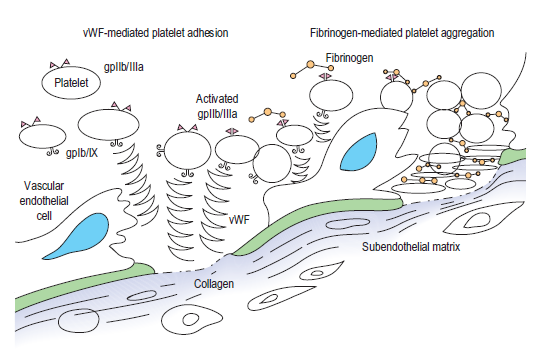 vWF-mediated platelet adhesion
Fibrinogen-mediated platelet aggregation
gpIIb/IIIa
Platelet
Fibrinogen
Activated
gpIIb/IIIa
gpIb/IX
Vascular
endothelial
cell
vWF
Subendothelial matrix
Collagen